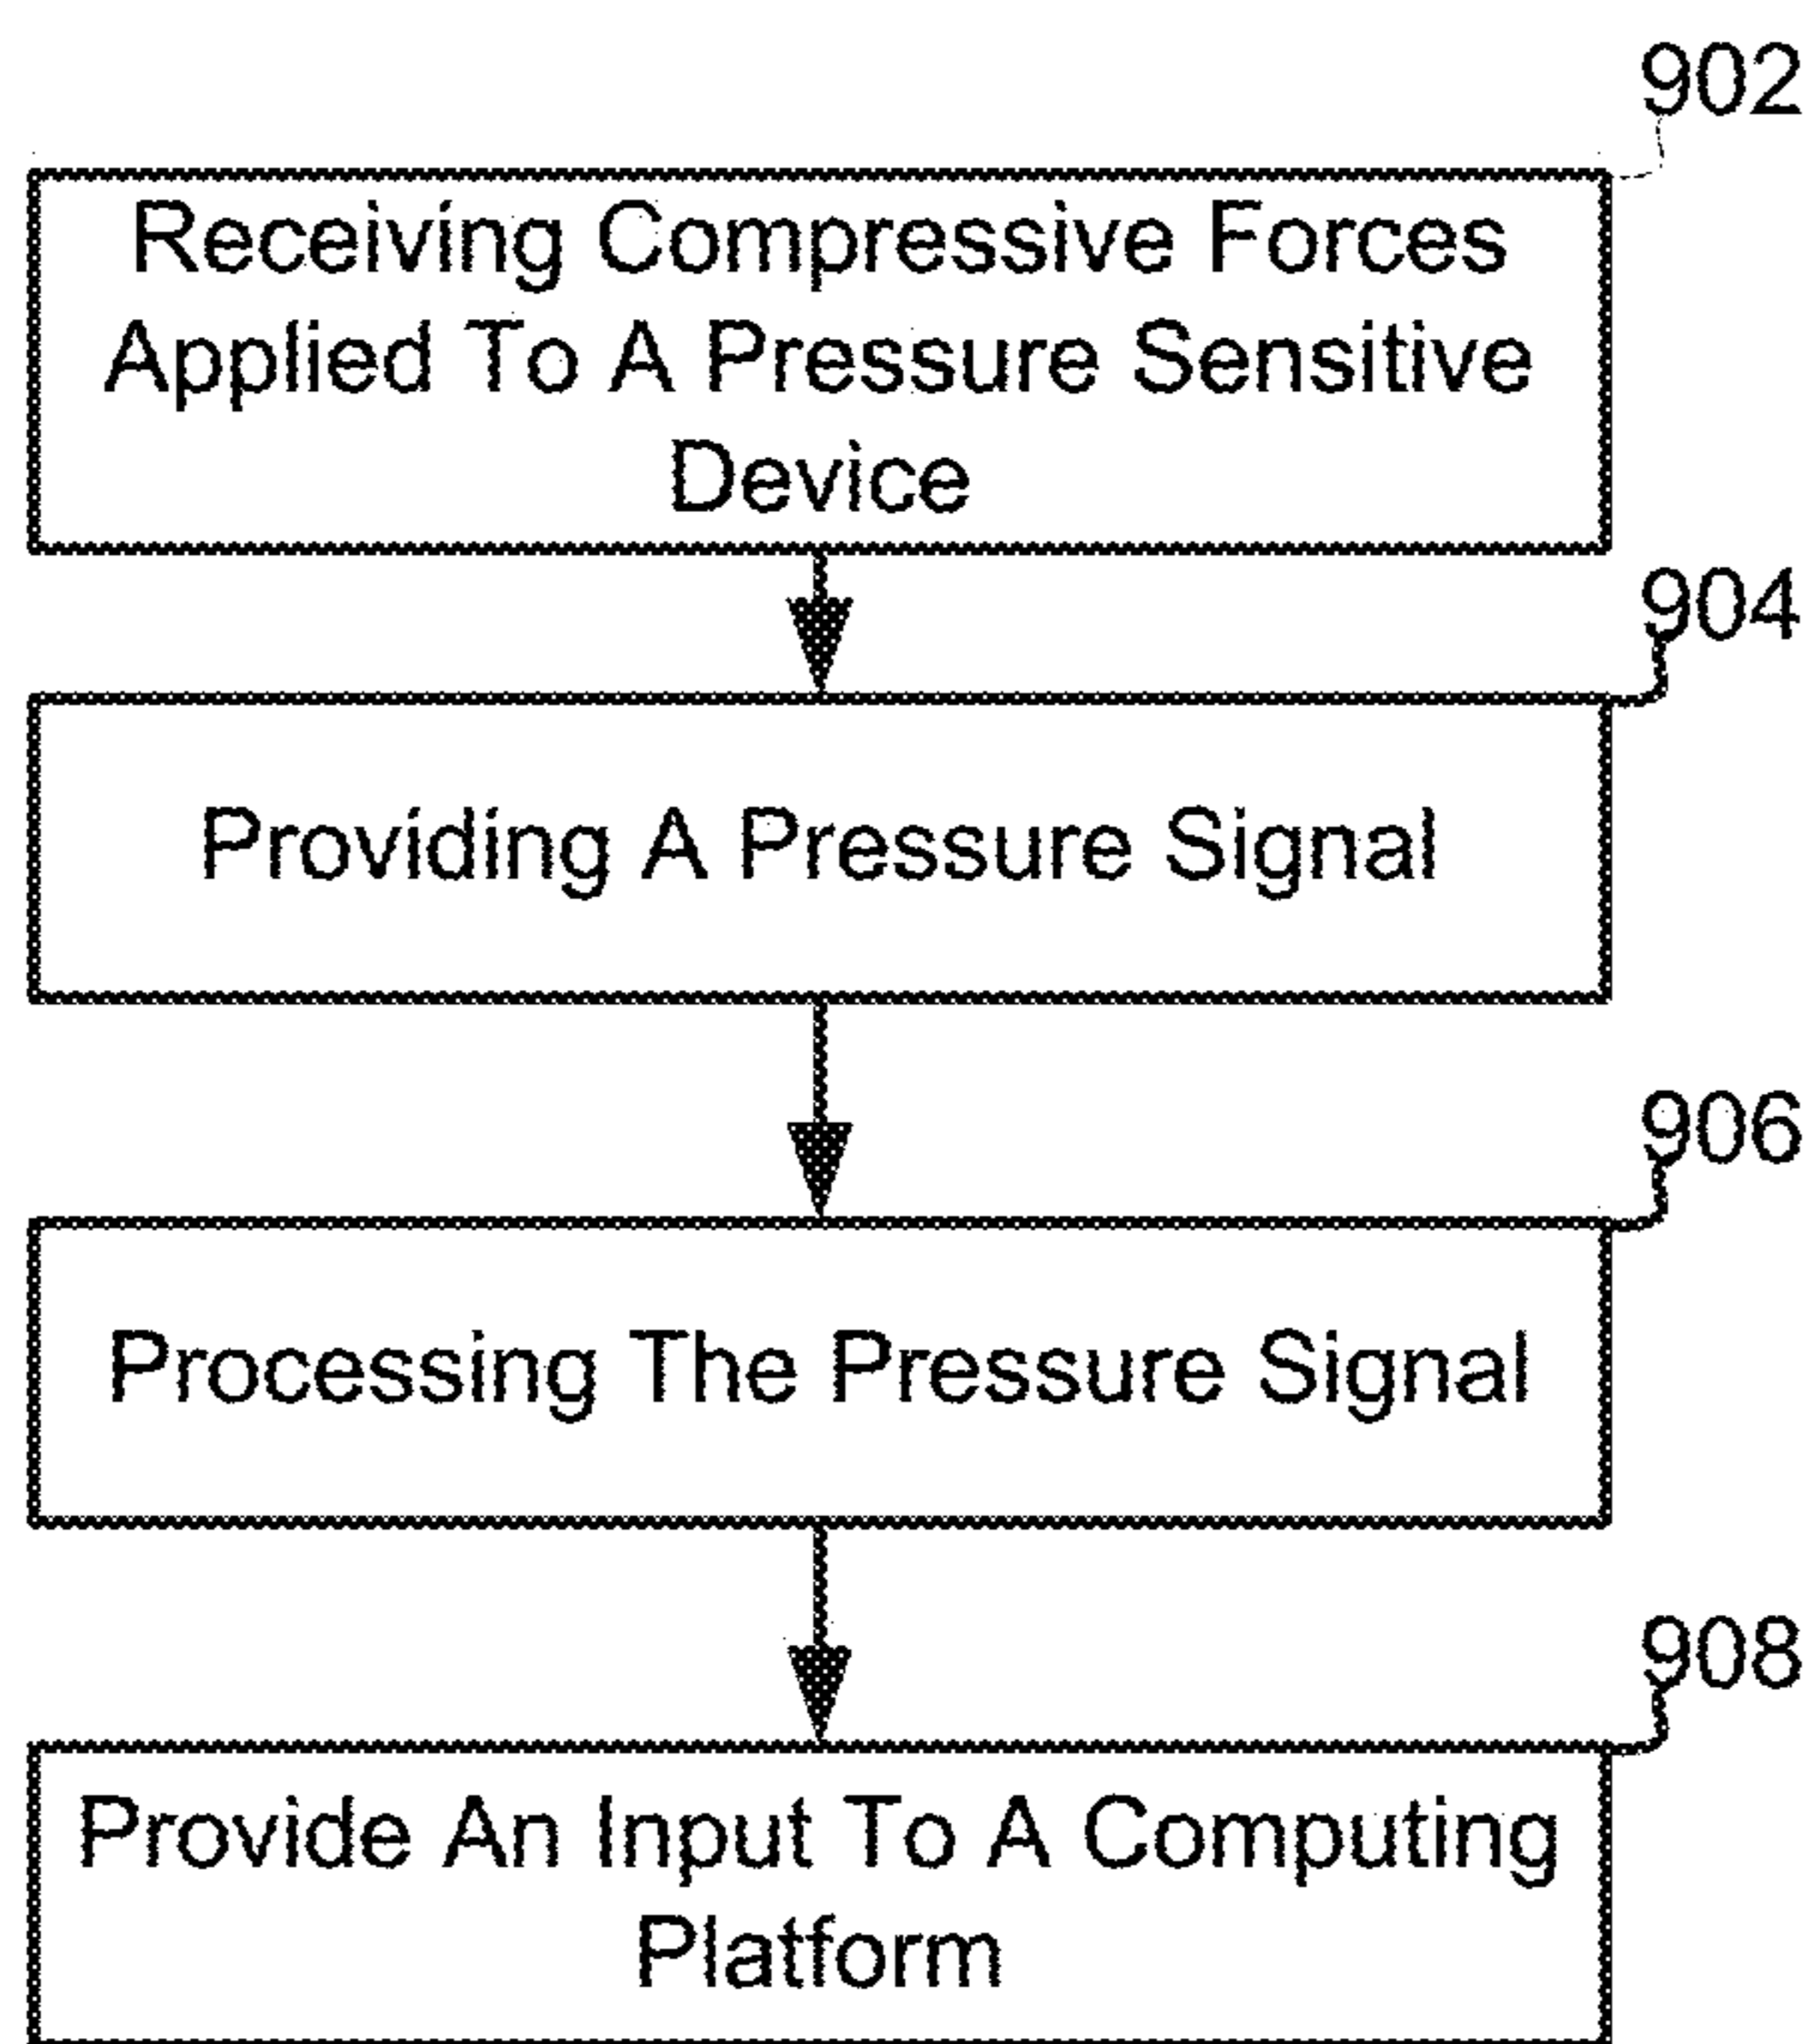 902
Receiving Compressive Forces
Applied To A Pressure Sensitive
Device
904
Providing A Pressure Signal
906
Processing The Pressure Signal
908
Provide An Input To A Computing
Platform